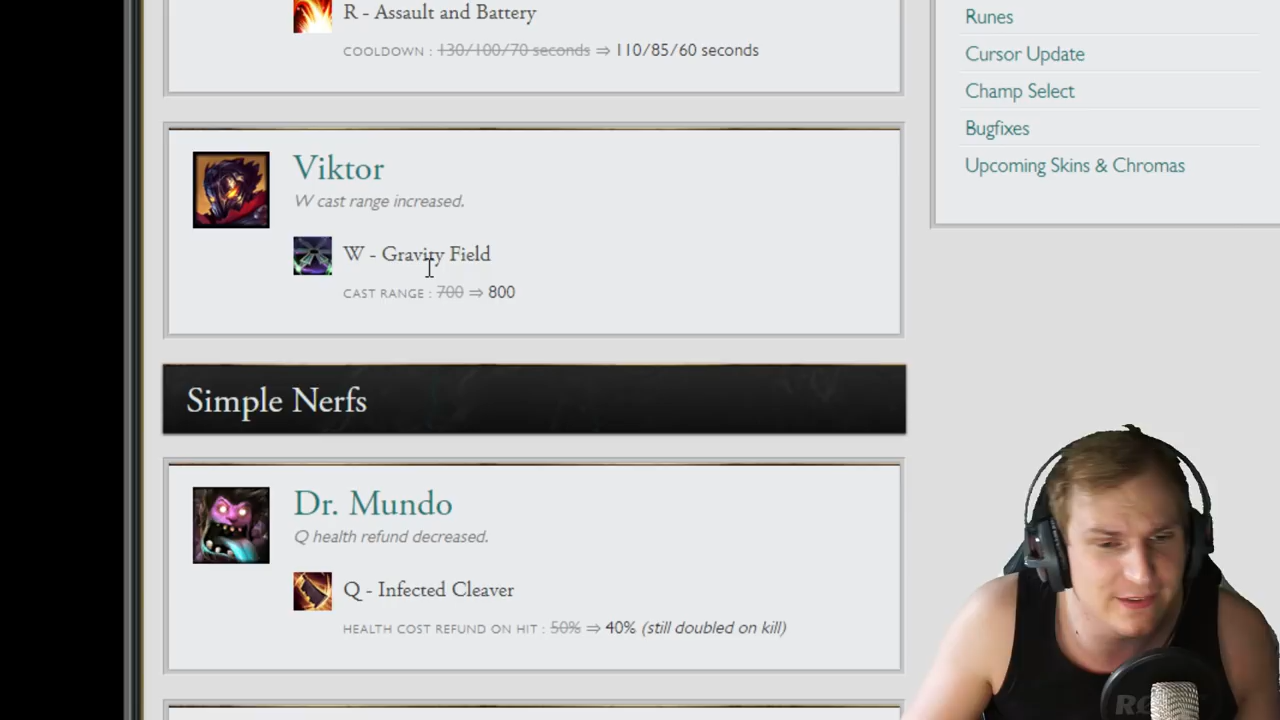 R - Assault and Battery
COOLDOWN : 130/100/70 seconds ⇒ 110/85/60 seconds
Viktor
W cast range increased.
W - Gravity Field
CAST RANGE : 700 ⇒ 800
Simple Nerfs
Dr. Mundo
Q health refund decreased.
Q - Infected Cleaver
HEALTH COST REFUND ON HIT : 50% ⇒ 40% (still doubled on kill)
Runes
Cursor Update
Champ Select
Bugfixes
Upcoming Skins & Chromas